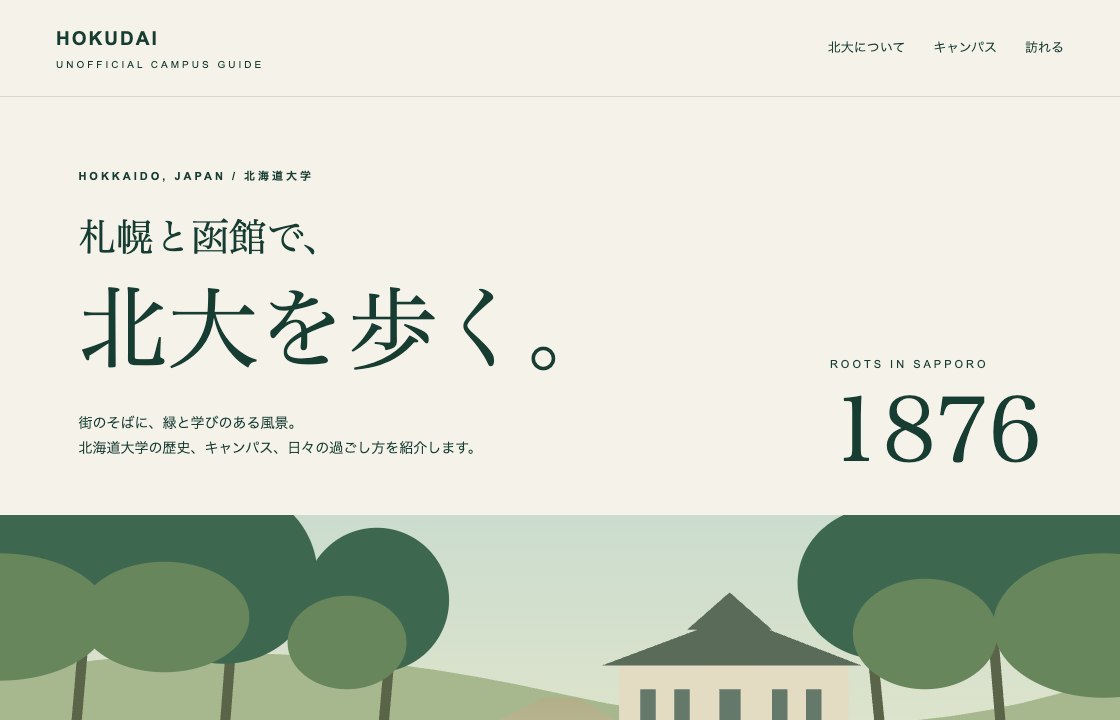 HOKUDAI
UNOFFICIAL CAMPUS GUIDE
北大について
キャンパス
訪れる
HOKKAIDO, JAPAN / 北海道大学
札幌と函館で、
北大を歩く。
街のそばに、緑と学びのある風景。
北海道大学の歴史、キャンパス、日々の過ごし方を紹介します。
ROOTS IN SAPPORO
1876